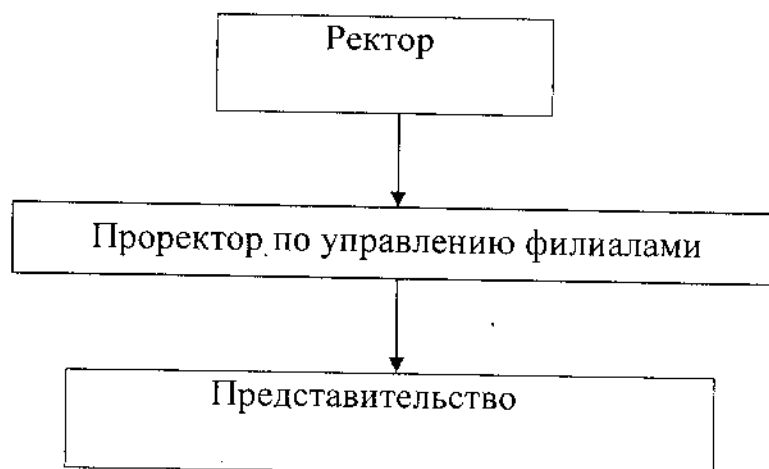 Ректор
Проректор по управлению филиалами
Представительство